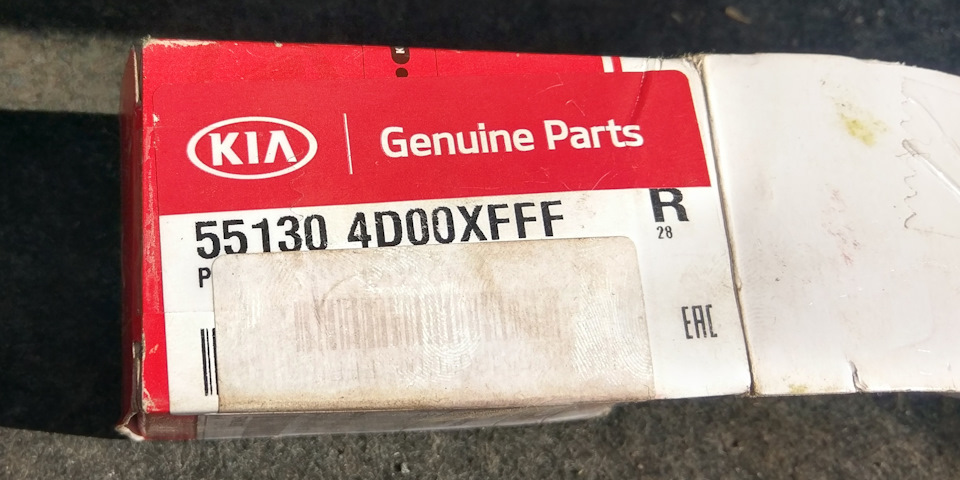 KIA Genuine Parts
55130 4D00XFFF
R
28
P
EAC